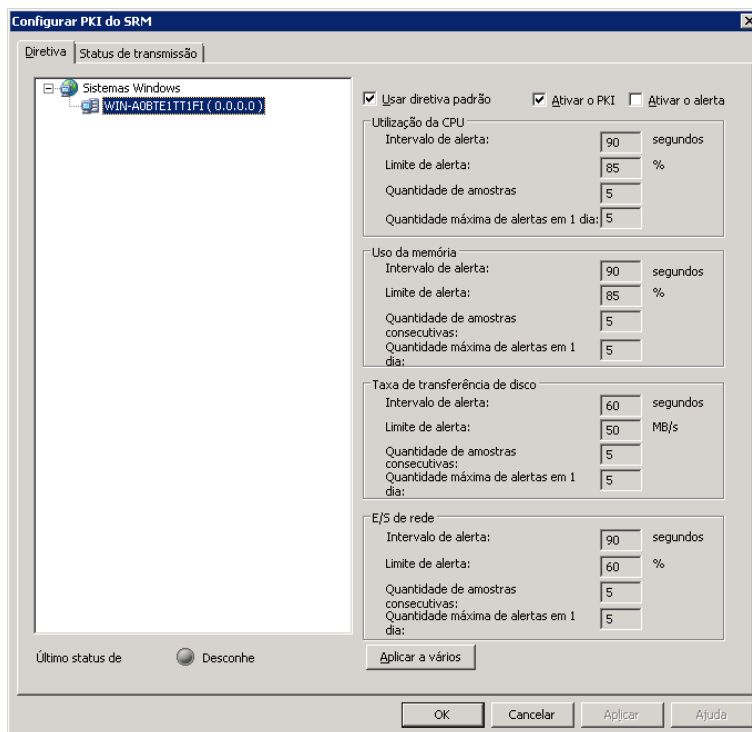 Configurar PKI do SRM
Diretiva
Status de transmissão
Sistemas Windows
WIN-A0BTE1TT1FI ( 0.0.0.0 )
Usar diretiva padrão
Ativar o PKI
Ativar o alerta
Utilização da CPU
Intervalo de alerta: 90 segundos
Limite de alerta: 85 %
Quantidade de amostras 5
Quantidade máxima de alertas em 1 dia: 5
Uso da memória
Intervalo de alerta: 90 segundos
Limite de alerta: 85 %
Quantidade de amostras
consecutivas: 5
Quantidade máxima de alertas em 1
dia: 5
Taxa de transferência de disco
Intervalo de alerta: 60 segundos
Limite de alerta: 50 MB/s
Quantidade de amostras
consecutivas: 5
Quantidade máxima de alertas em 1
dia: 5
E/S de rede
Intervalo de alerta: 90 segundos
Limite de alerta: 60 %
Quantidade de amostras
consecutivas: 5
Quantidade máxima de alertas em 1
dia: 5
Último status de
Desconhe
Aplicar a vários
OK
Cancelar
Aplicar
Ajuda